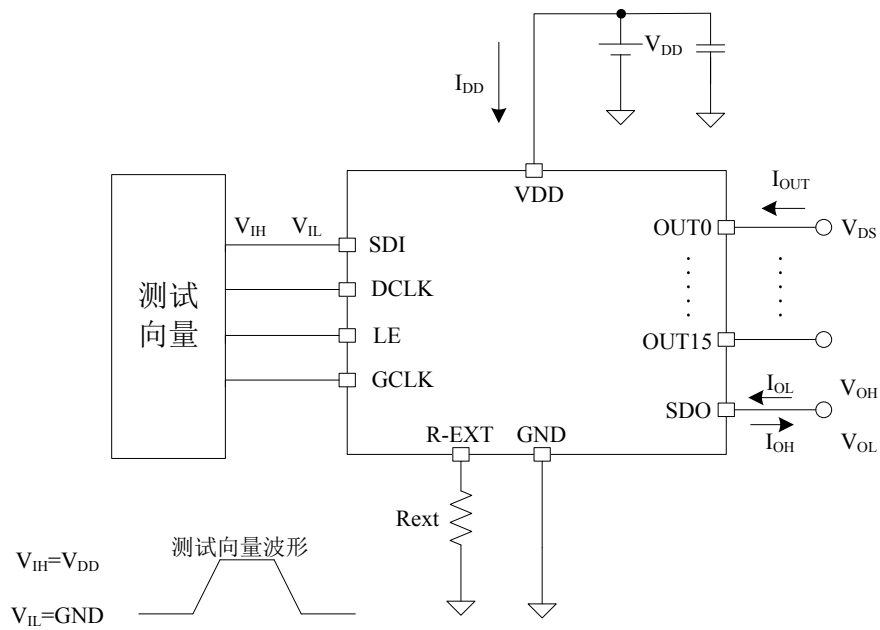 V_DD
I_DD
VDD
I_OUT
OUT0
V_DS
V_IH V_IL
SDI
测试
向量
DCLK
LE
OUT15
GCLK
I_OL
V_OH
SDO
I_OH
V_OL
R-EXT GND
Rext
测试向量波形
V_IH=V_DD
V_IL=GND